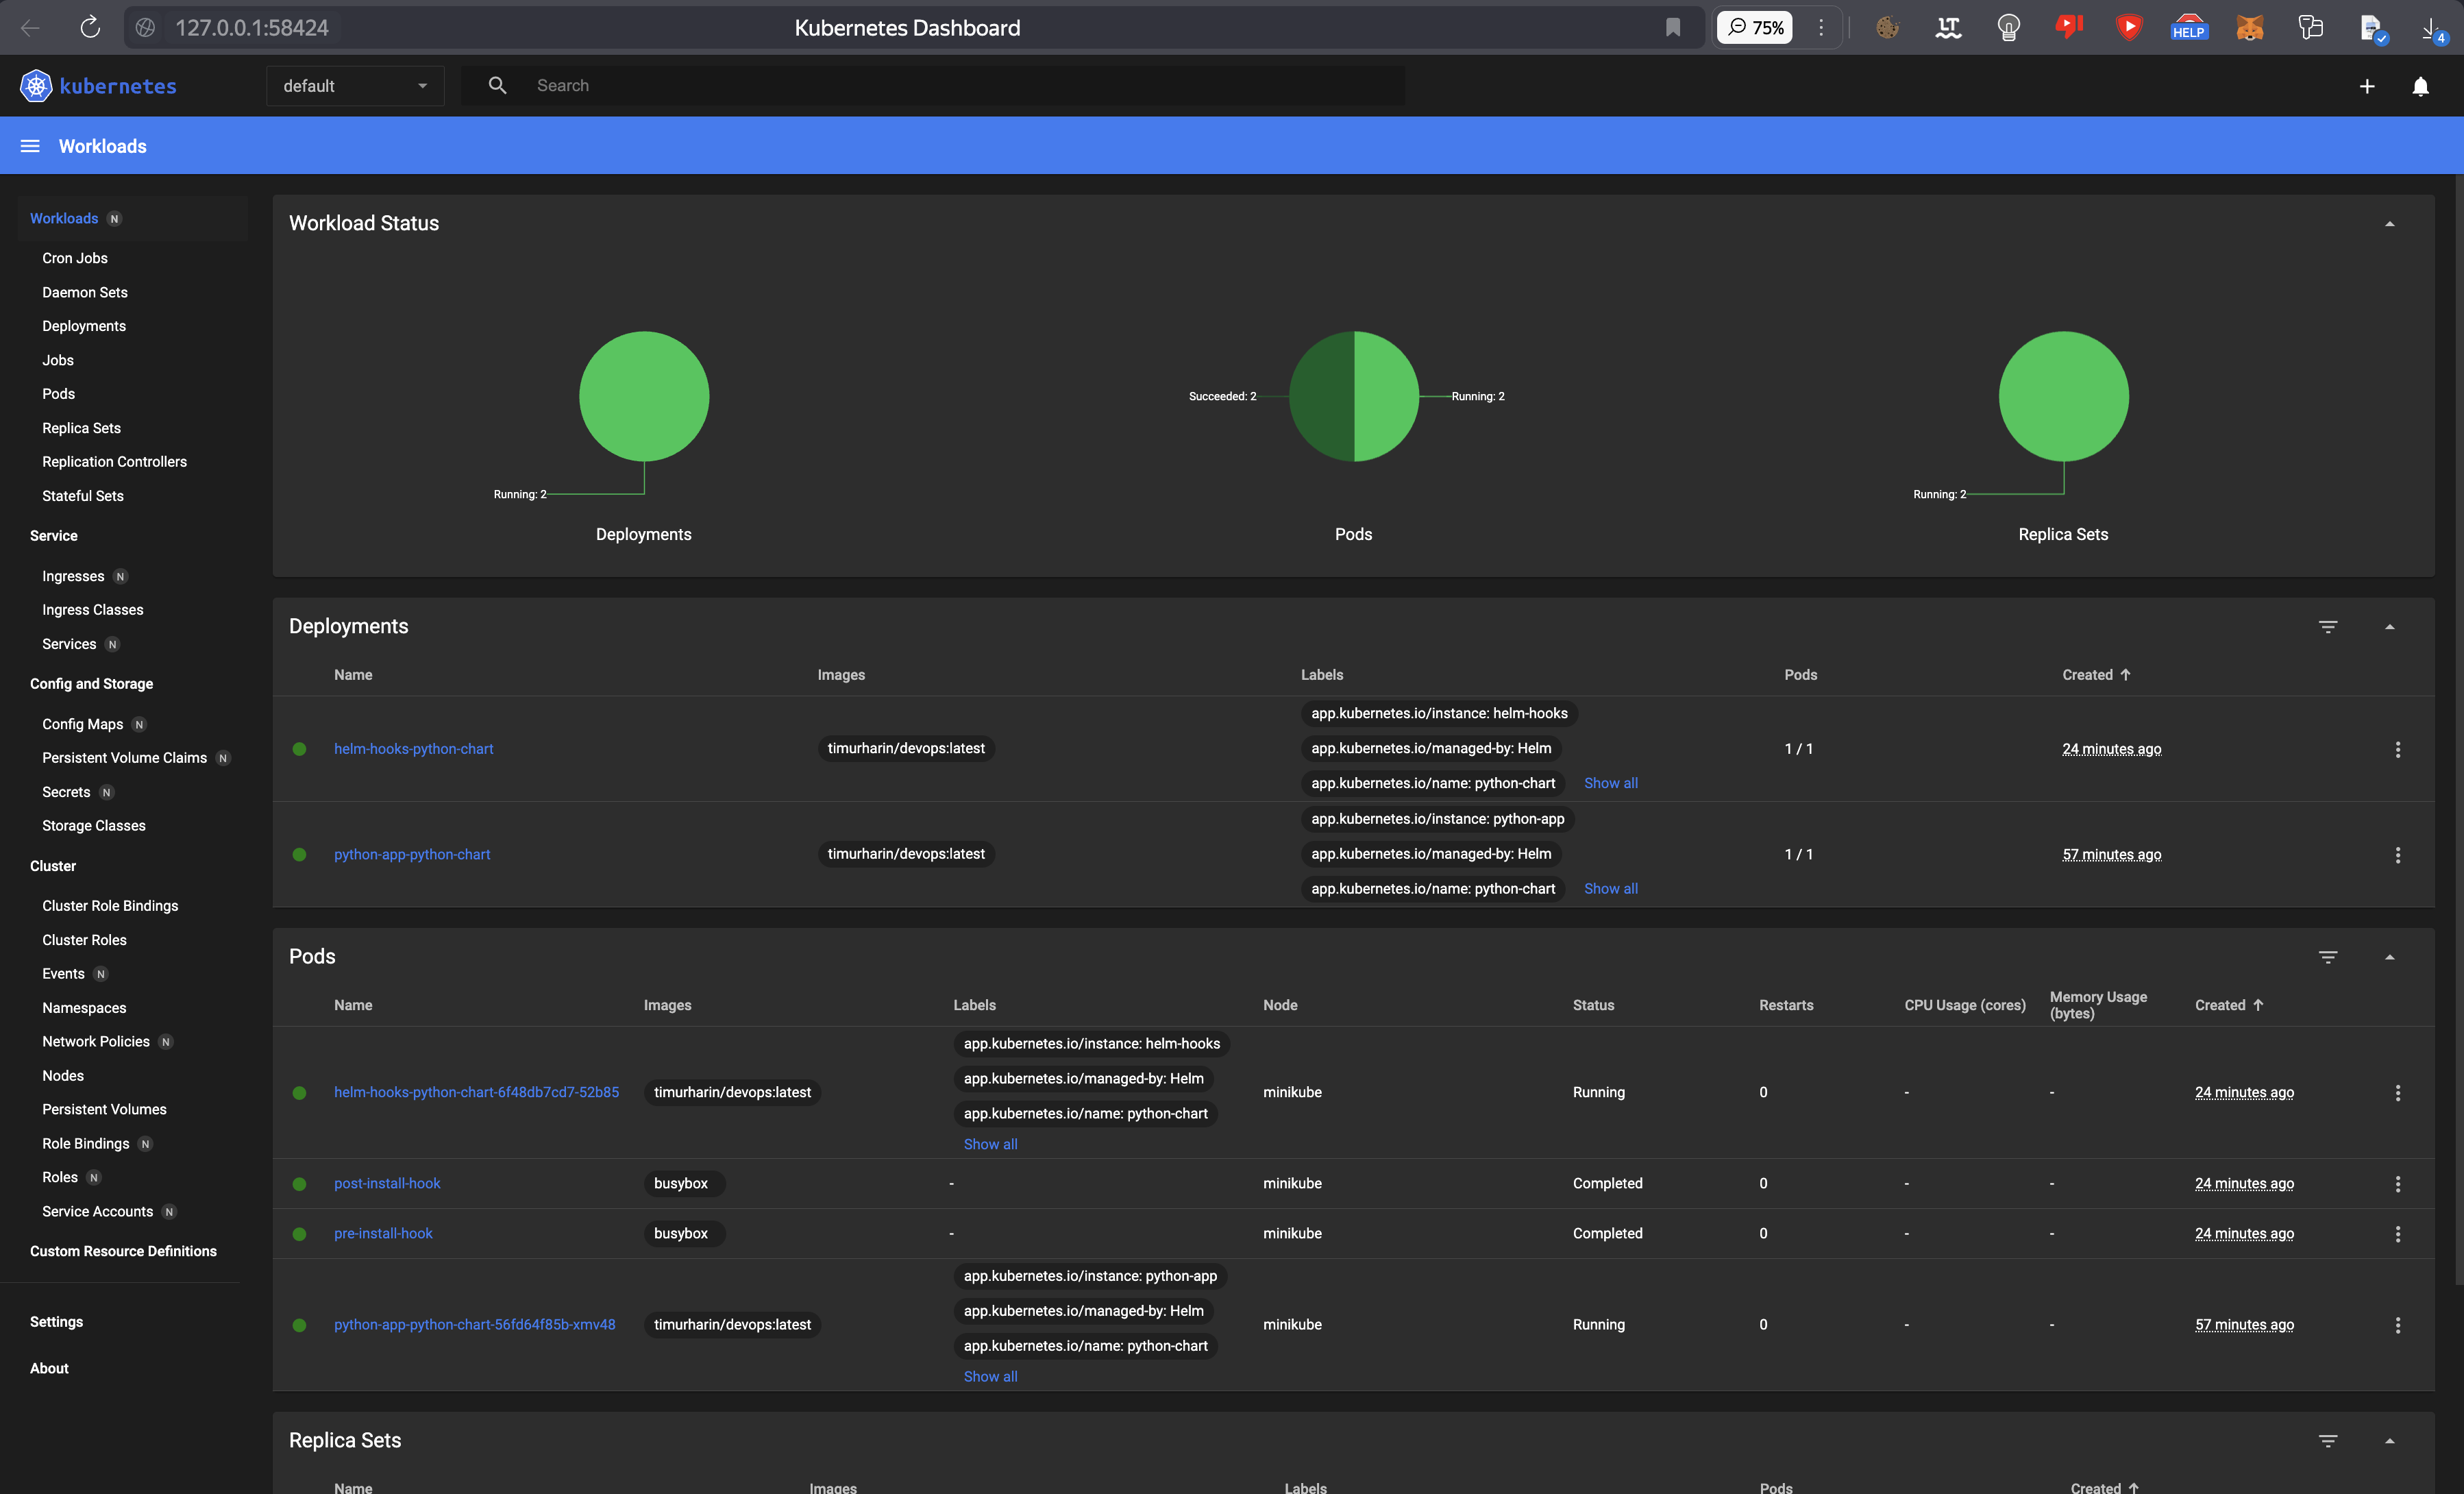 127.0.0.1:58424
Kubernetes Dashboard
75%
LT
HELP
4
kubernetes
default
Search
Workloads
Workloads N
Cron Jobs
Daemon Sets
Deployments
Jobs
Pods
Replica Sets
Replication Controllers
Stateful Sets
Service
Ingresses N
Ingress Classes
Services N
Config and Storage
Config Maps N
Persistent Volume Claims N
Secrets N
Storage Classes
Cluster
Cluster Role Bindings
Cluster Roles
Events N
Namespaces
Network Policies N
Nodes
Persistent Volumes
Role Bindings N
Roles N
Service Accounts N
Custom Resource Definitions
Settings
About
Workload Status
Running: 2
Deployments
Succeeded: 2
Running: 2
Pods
Running: 2
Replica Sets
Deployments
Name Images Labels Pods Created
app.kubernetes.io/instance: helm-hooks
helm-hooks-python-chart timurharin/devops:latest app.kubernetes.io/managed-by: Helm 1 / 1 24 minutes ago
app.kubernetes.io/name: python-chart Show all
app.kubernetes.io/instance: python-app
python-app-python-chart timurharin/devops:latest app.kubernetes.io/managed-by: Helm 1 / 1 57 minutes ago
app.kubernetes.io/name: python-chart Show all
Pods
Name Images Labels Node Status Restarts CPU Usage (cores) Memory Usage (bytes) Created
app.kubernetes.io/instance: helm-hooks
app.kubernetes.io/managed-by: Helm
helm-hooks-python-chart-6f48db7cd7-52b85 timurharin/devops:latest minikube Running 0 - - 24 minutes ago
app.kubernetes.io/name: python-chart
Show all
post-install-hook busybox - minikube Completed 0 - - 24 minutes ago
pre-install-hook busybox - minikube Completed 0 - - 24 minutes ago
app.kubernetes.io/instance: python-app
app.kubernetes.io/managed-by: Helm
python-app-python-chart-56fd64f85b-xmv48 timurharin/devops:latest minikube Running 0 - - 57 minutes ago
app.kubernetes.io/name: python-chart
Show all
Replica Sets
Name Images Labels Pods Created